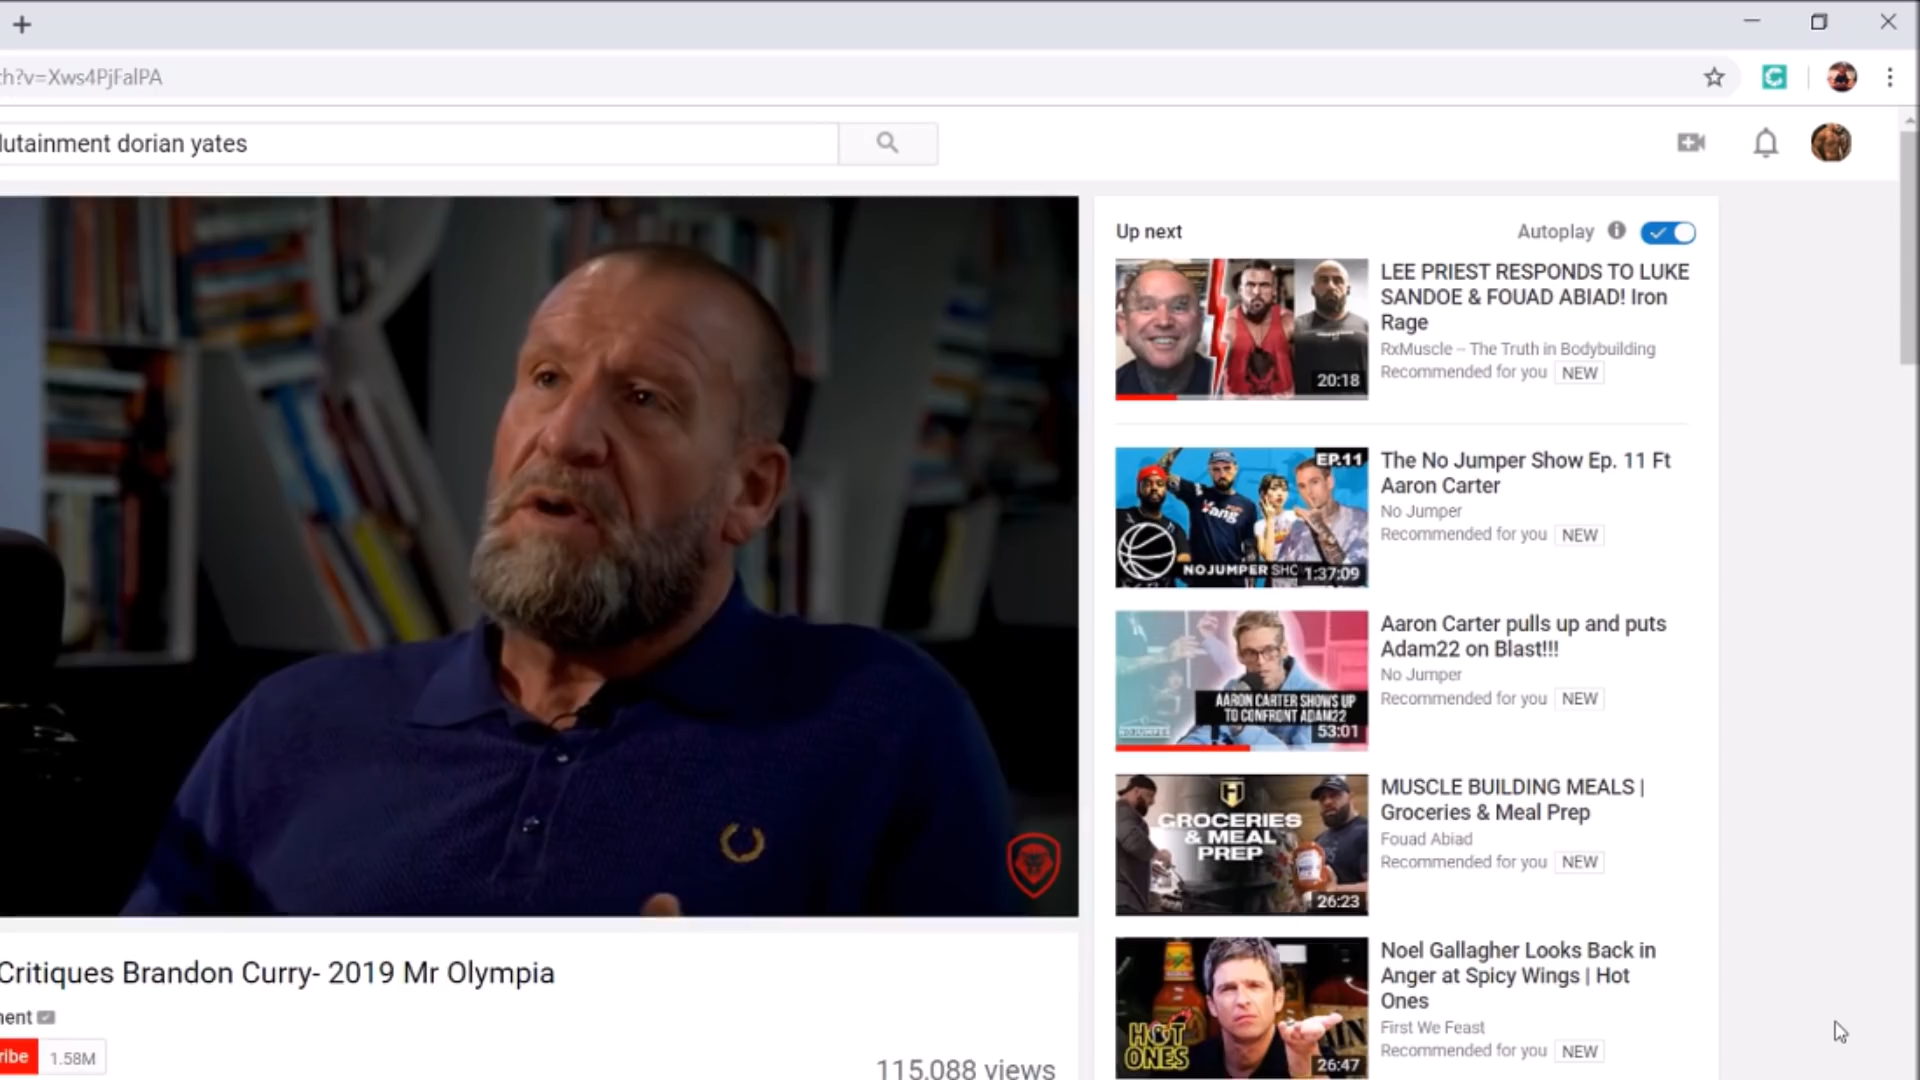 ch?v=Xws4PjFalPA
dutainment dorian yates
Up next
Autoplay
LEE PRIEST RESPONDS TO LUKE
SANDOE & FOUAD ABIAD! Iron
Rage
RxMuscle – The Truth in Bodybuilding
Recommended for you NEW
20:18
EP.11
Yang
NO JUMPER SHO
1:37:09
The No Jumper Show Ep. 11 Ft
Aaron Carter
No Jumper
Recommended for you NEW
AARON CARTER SHOWS UP
TO CONFRONT ADAM22
NOJUMPER
53:01
Aaron Carter pulls up and puts
Adam22 on Blast!!!
No Jumper
Recommended for you NEW
GROCERIES
& MEAL
PREP
26:23
MUSCLE BUILDING MEALS |
Groceries & Meal Prep
Fouad Abiad
Recommended for you NEW
HOT
ONES
26:47
Noel Gallagher Looks Back in
Anger at Spicy Wings | Hot
Ones
First We Feast
Recommended for you NEW
Critiques Brandon Curry- 2019 Mr Olympia
ment
ribe 1.58M
115,088 views